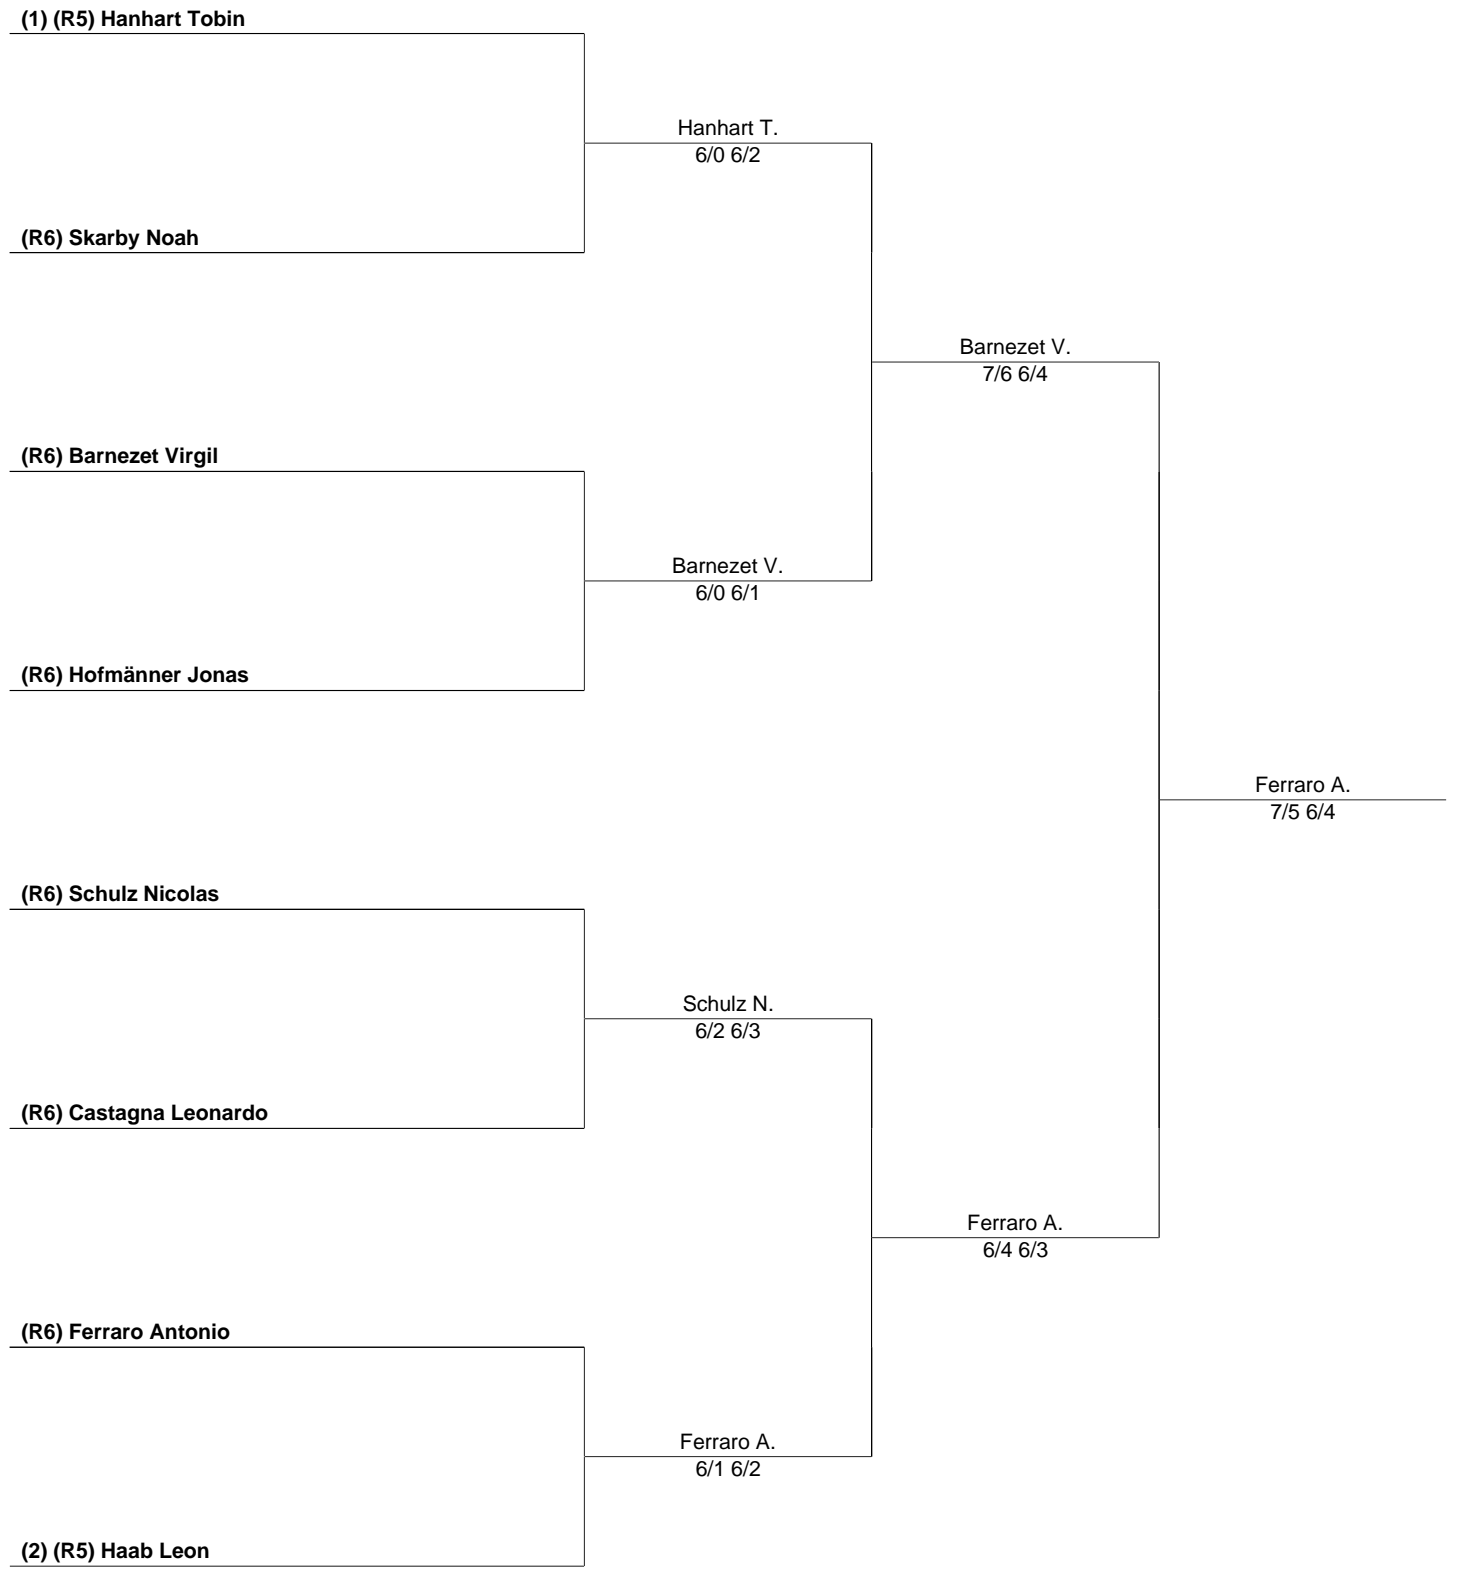 (1) (R5) Hanhart Tobin
Hanhart T.
6/0 6/2
(R6) Skarby Noah
Barnezet V.
7/6 6/4
(R6) Barnezet Virgil
Barnezet V.
6/0 6/1
(R6) Hofmänner Jonas
Ferraro A.
7/5 6/4
(R6) Schulz Nicolas
Schulz N.
6/2 6/3
(R6) Castagna Leonardo
Ferraro A.
6/4 6/3
(R6) Ferraro Antonio
Ferraro A.
6/1 6/2
(2) (R5) Haab Leon